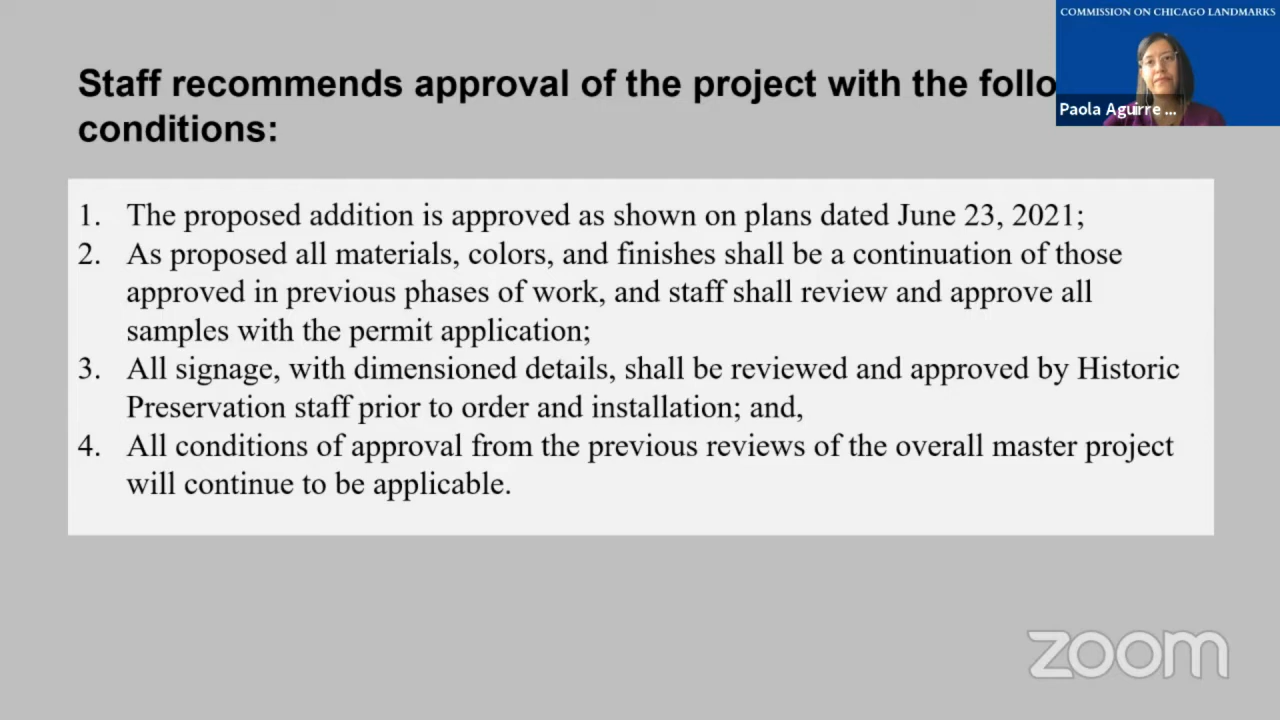 COMMISSION ON CHICAGO LANDMARKS
Paola Aguirre ...
Staff recommends approval of the project with the follo
conditions:
1. The proposed addition is approved as shown on plans dated June 23, 2021;
2. As proposed all materials, colors, and finishes shall be a continuation of those
approved in previous phases of work, and staff shall review and approve all
samples with the permit application;
3. All signage, with dimensioned details, shall be reviewed and approved by Historic
Preservation staff prior to order and installation; and,
4. All conditions of approval from the previous reviews of the overall master project
will continue to be applicable.
zoom